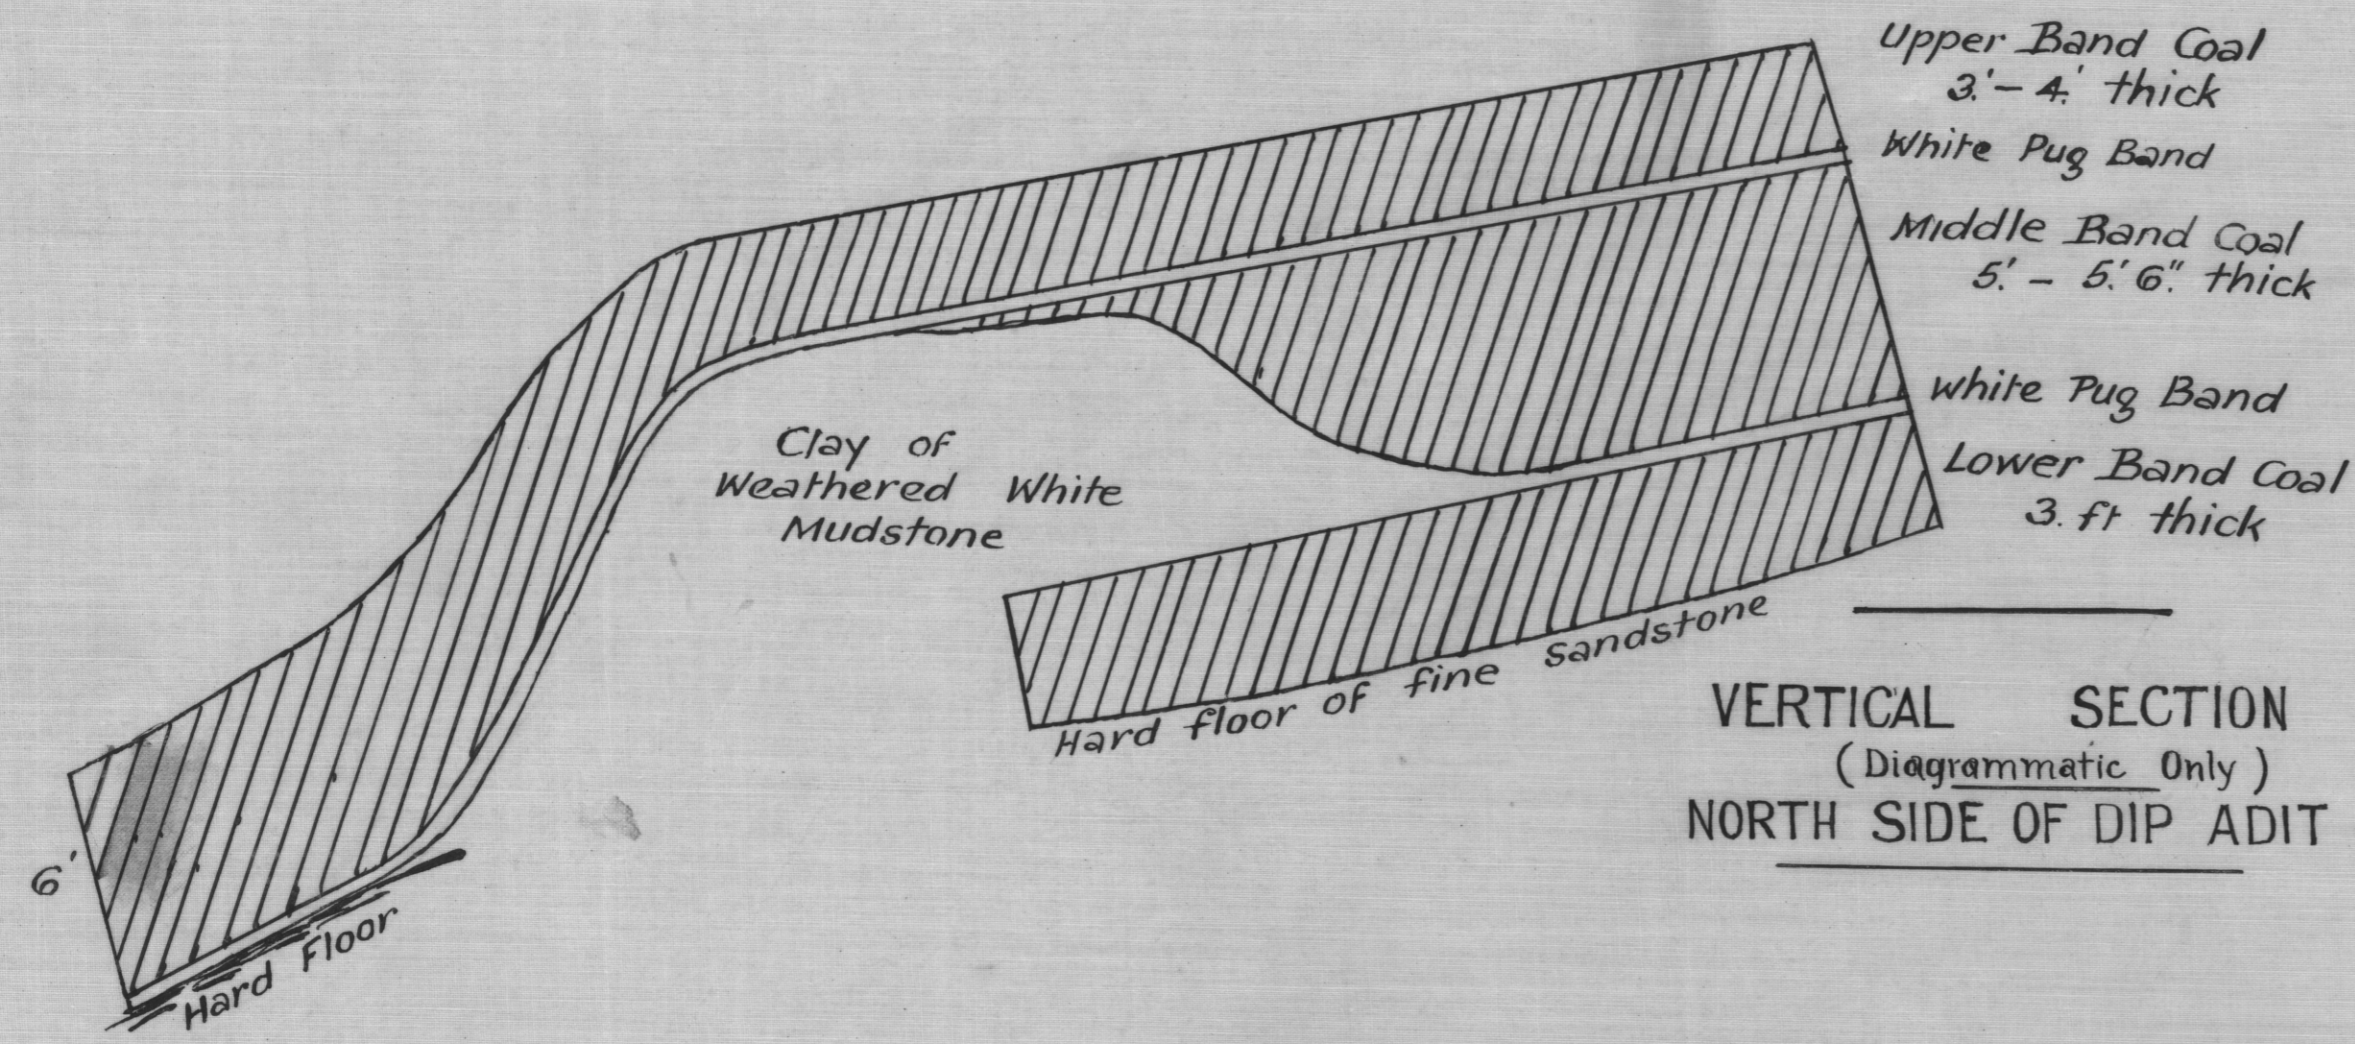 Upper Band Coal
3.' – 4.' thick
White Pug Band
Middle Band Coal
5.' – 5.' 6." thick
White Pug Band
Lower Band Coal
3. ft thick
Clay of
Weathered White
Mudstone
Hard floor of fine Sandstone
6'
Hard Floor
VERTICAL SECTION
(Diagrammatic Only)
NORTH SIDE OF DIP ADIT